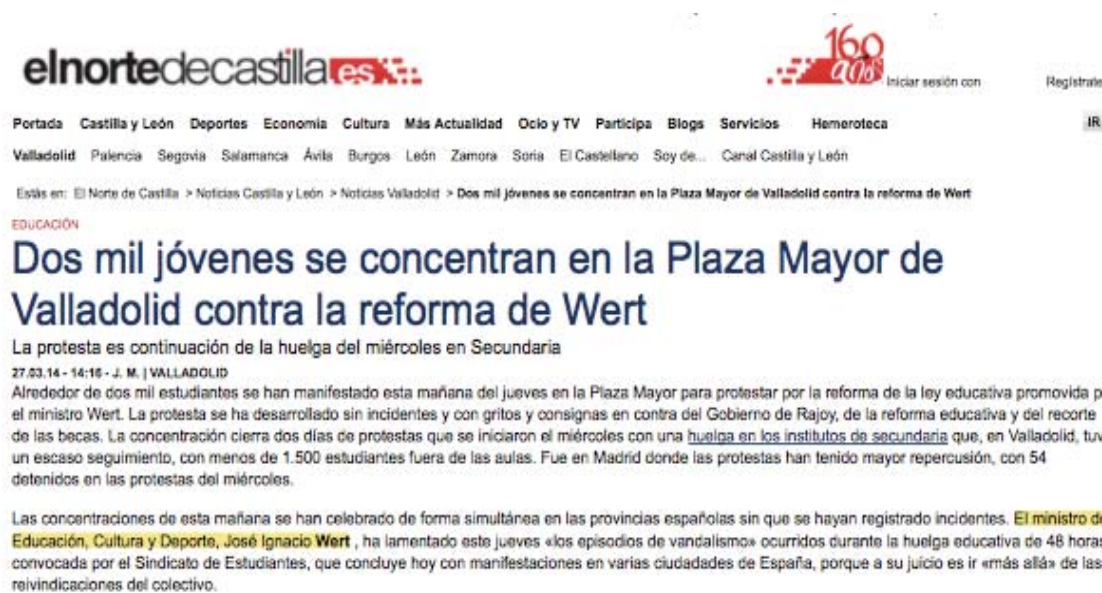 elnortedecastilla.es
160 años
Iniciar sesión con Regístrate
Portada Castilla y León Deportes Economía Cultura Más Actualidad Ocio y TV Participa Blogs Servicios Hemeroteca IR
Valladolid Palencia Segovia Salamanca Ávila Burgos León Zamora Soria El Castellano Soy de... Canal Castilla y León
Estás en: El Norte de Castilla > Noticias Castilla y León > Noticias Valladolid > Dos mil jóvenes se concentran en la Plaza Mayor de Valladolid contra la reforma de Wert
EDUCACIÓN
Dos mil jóvenes se concentran en la Plaza Mayor de
Valladolid contra la reforma de Wert
La protesta es continuación de la huelga del miércoles en Secundaria
27.03.14 - 14:16 - J. M. | VALLADOLID
Alrededor de dos mil estudiantes se han manifestado esta mañana del jueves en la Plaza Mayor para protestar por la reforma de la ley educativa promovida p
el ministro Wert. La protesta se ha desarrollado sin incidentes y con gritos y consignas en contra del Gobierno de Rajoy, de la reforma educativa y del recorte
de las becas. La concentración cierra dos días de protestas que se iniciaron el miércoles con una huelga en los institutos de secundaria que, en Valladolid, tuv
un escaso seguimiento, con menos de 1.500 estudiantes fuera de las aulas. Fue en Madrid donde las protestas han tenido mayor repercusión, con 54
detenidos en las protestas del miércoles.
Las concentraciones de esta mañana se han celebrado de forma simultánea en las provincias españolas sin que se hayan registrado incidentes. El ministro de
Educación, Cultura y Deporte, José Ignacio Wert , ha lamentado este jueves «los episodios de vandalismo» ocurridos durante la huelga educativa de 48 horas
convocada por el Sindicato de Estudiantes, que concluye hoy con manifestaciones en varias ciudadades de España, porque a su juicio es ir «más allá» de las
reivindicaciones del colectivo.